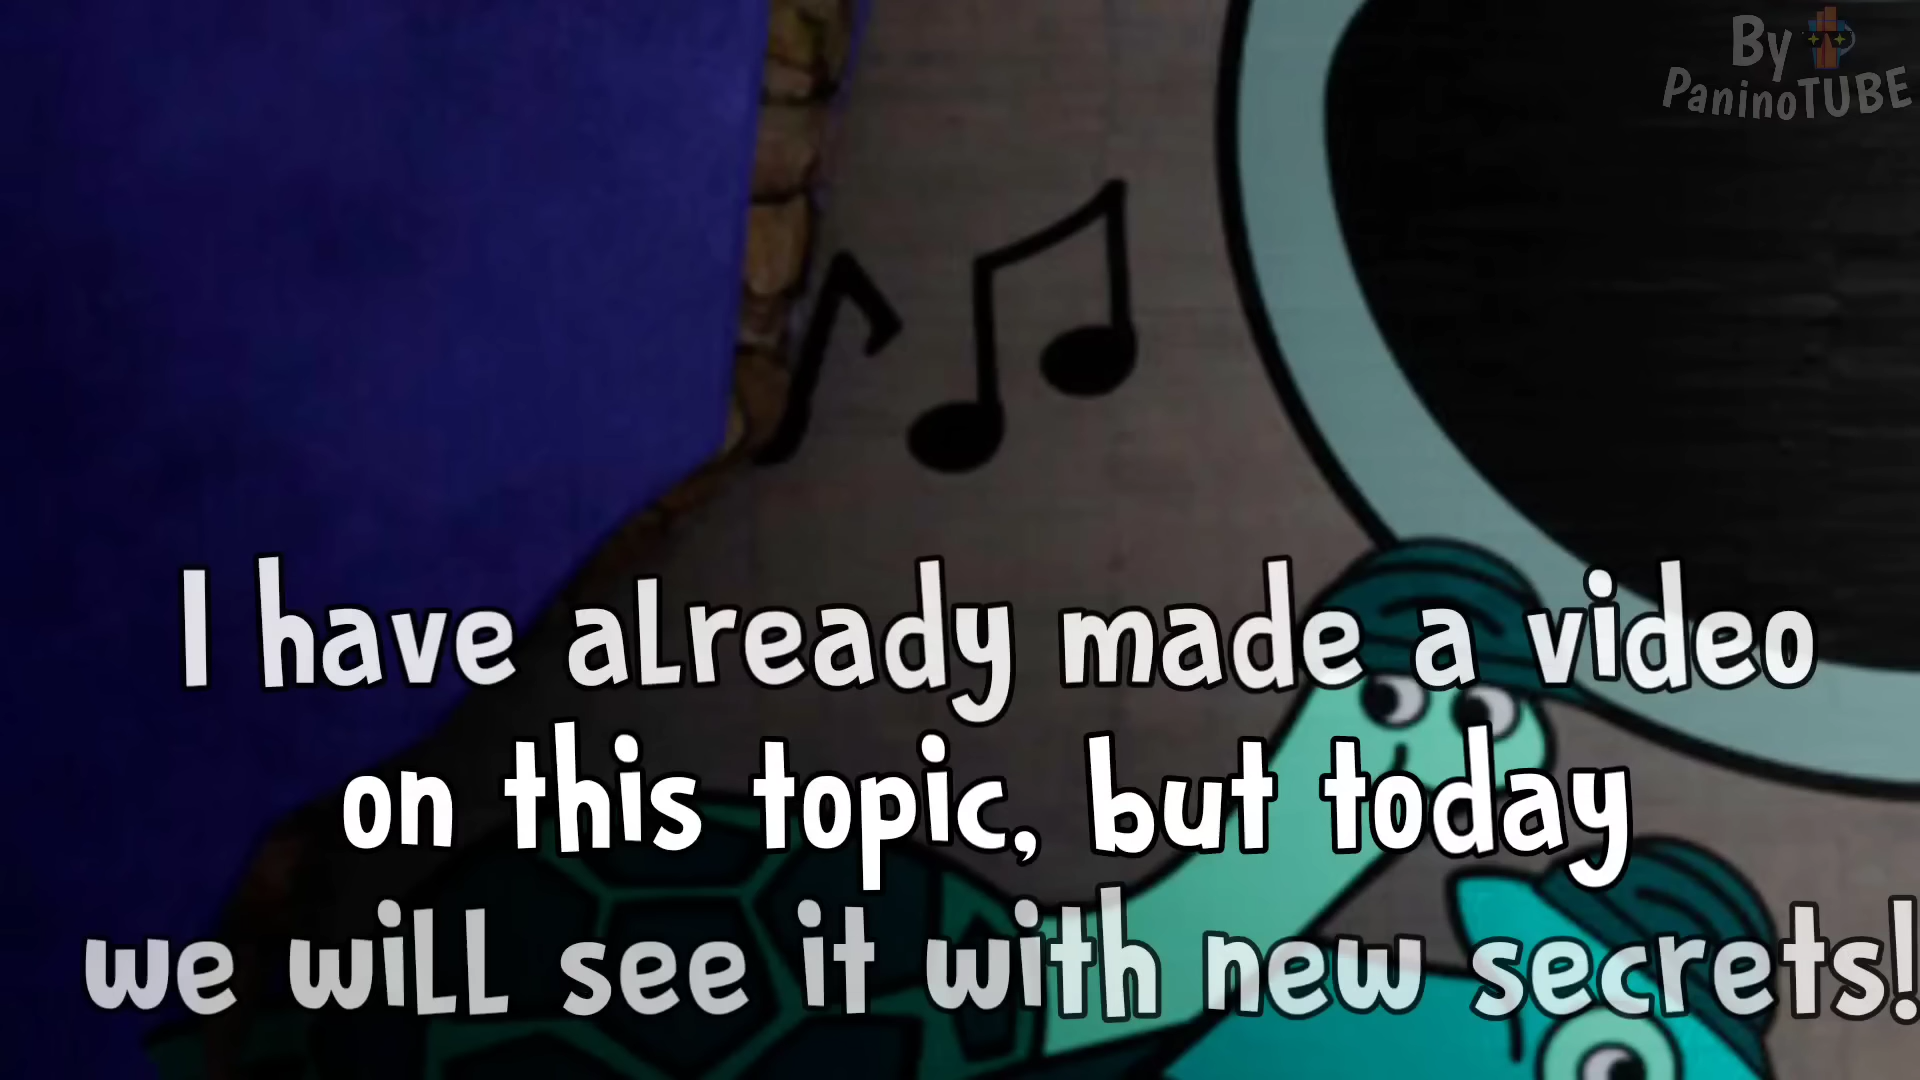 By
PaninoTUBE
I have already made a video
on this topic, but today
we will see it with new secrets!